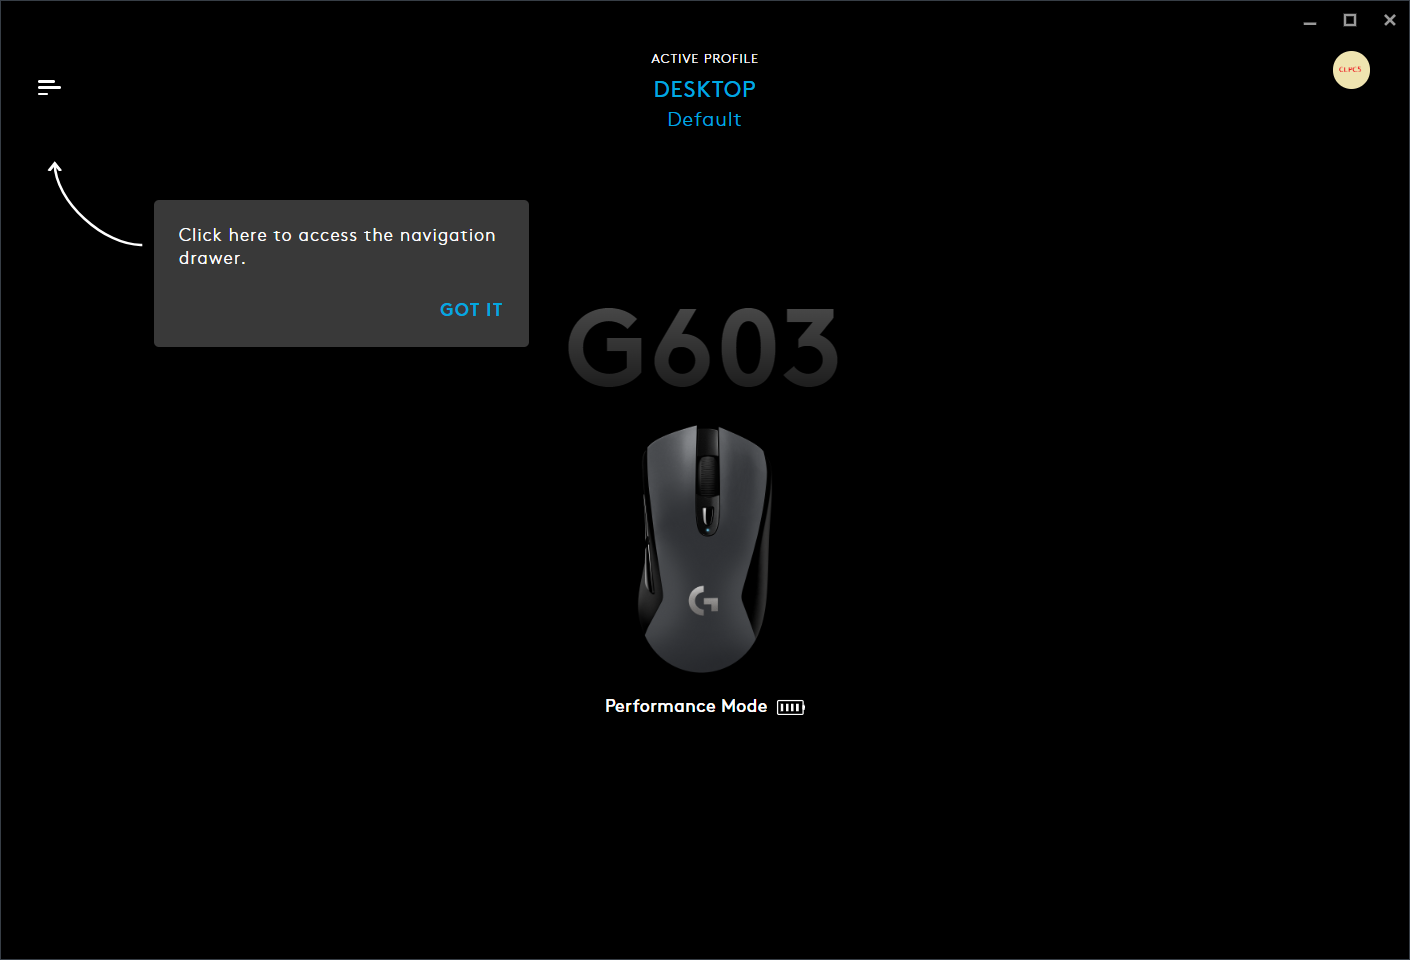 ACTIVE PROFILE
DESKTOP
Default
CLPCS
Click here to access the navigation
drawer.
GOT IT
G603
Performance Mode